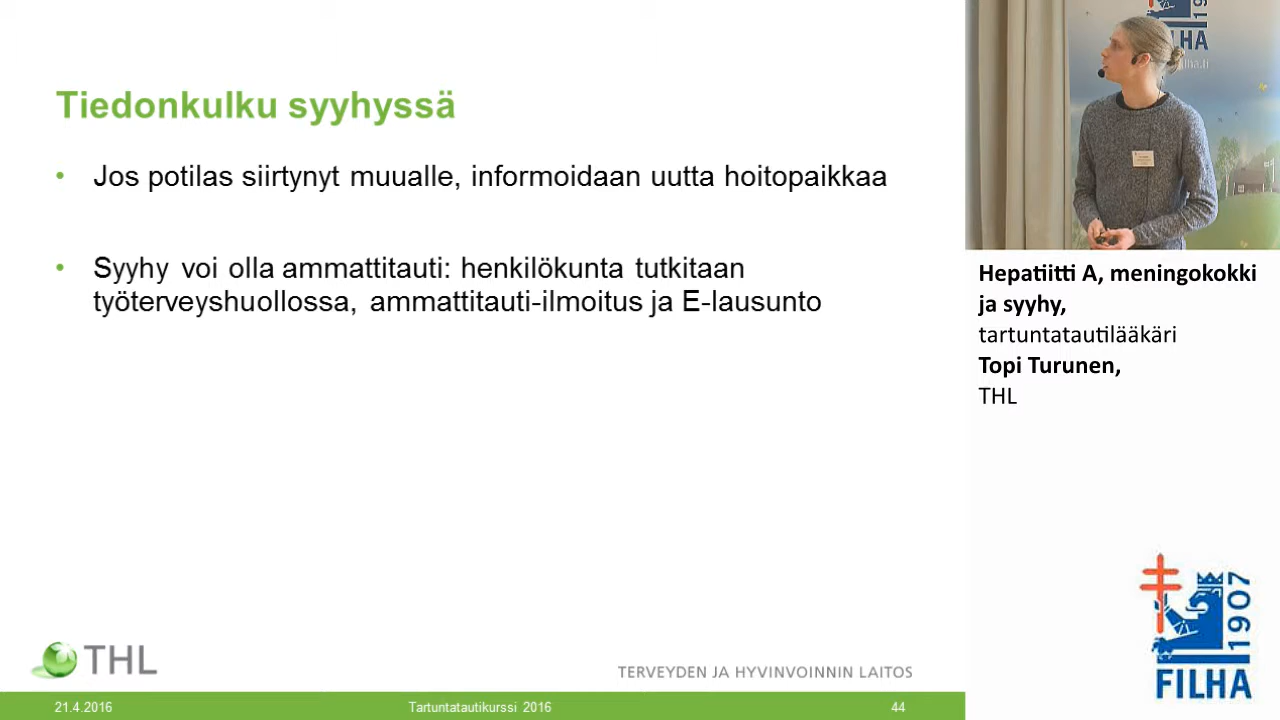 Tiedonkulku syyhyssä
• Jos potilas siirtynyt muualle, informoidaan uutta hoitopaikkaa
• Syyhy voi olla ammattitauti: henkilökunta tutkitaan
työterveyshuollossa, ammattitauti-ilmoitus ja E-lausunto
THL
TERVEYDEN JA HYVINVOINNIN LAITOS
21.4.2016
Tartuntatautikurssi 2016
44
1907
ILHA
Hepatiitti A, meningokokki
ja syyhy,
tartuntatautilääkäri
Topi Turunen,
THL
1907
FILHA